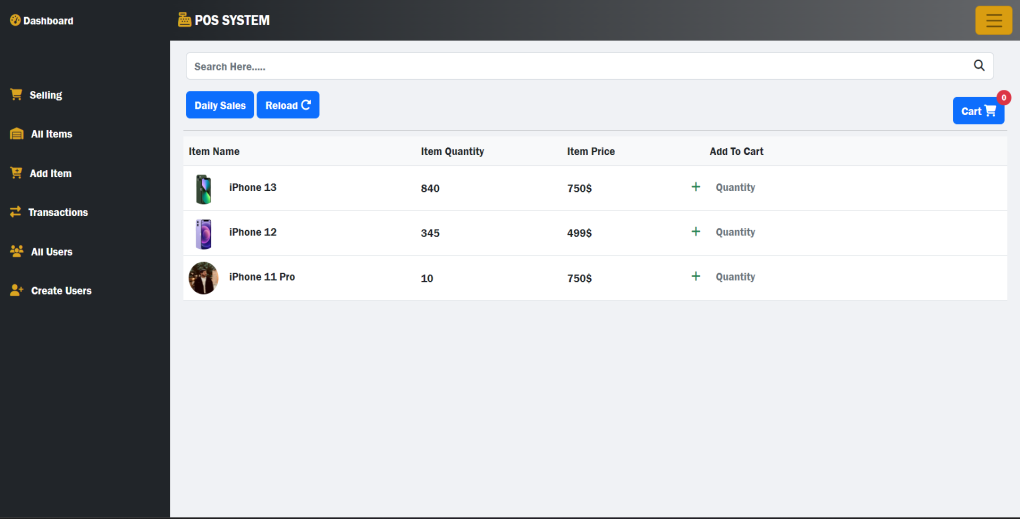 Dashboard
POS SYSTEM
Search Here.....
Selling
All Items
Add Item
Transactions
All Users
Create Users
Daily Sales
Reload
Cart
0
Item Name Item Quantity Item Price Add To Cart
iPhone 13 840 750$ + Quantity
iPhone 12 345 499$ + Quantity
iPhone 11 Pro 10 750$ + Quantity